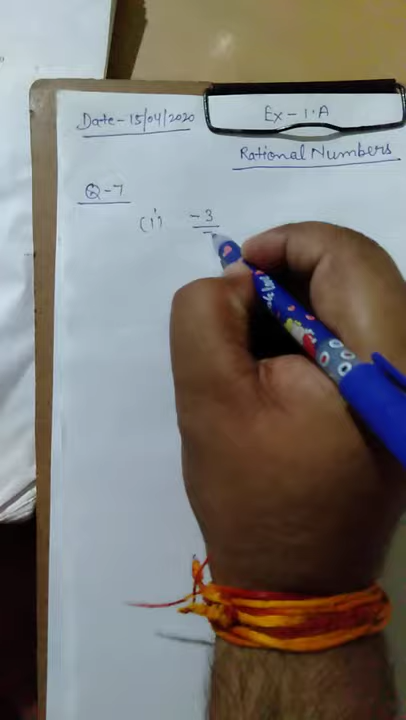 Date-15/04/2020
Ex-1.A
Rational Numbers
Q-7
(i) -3